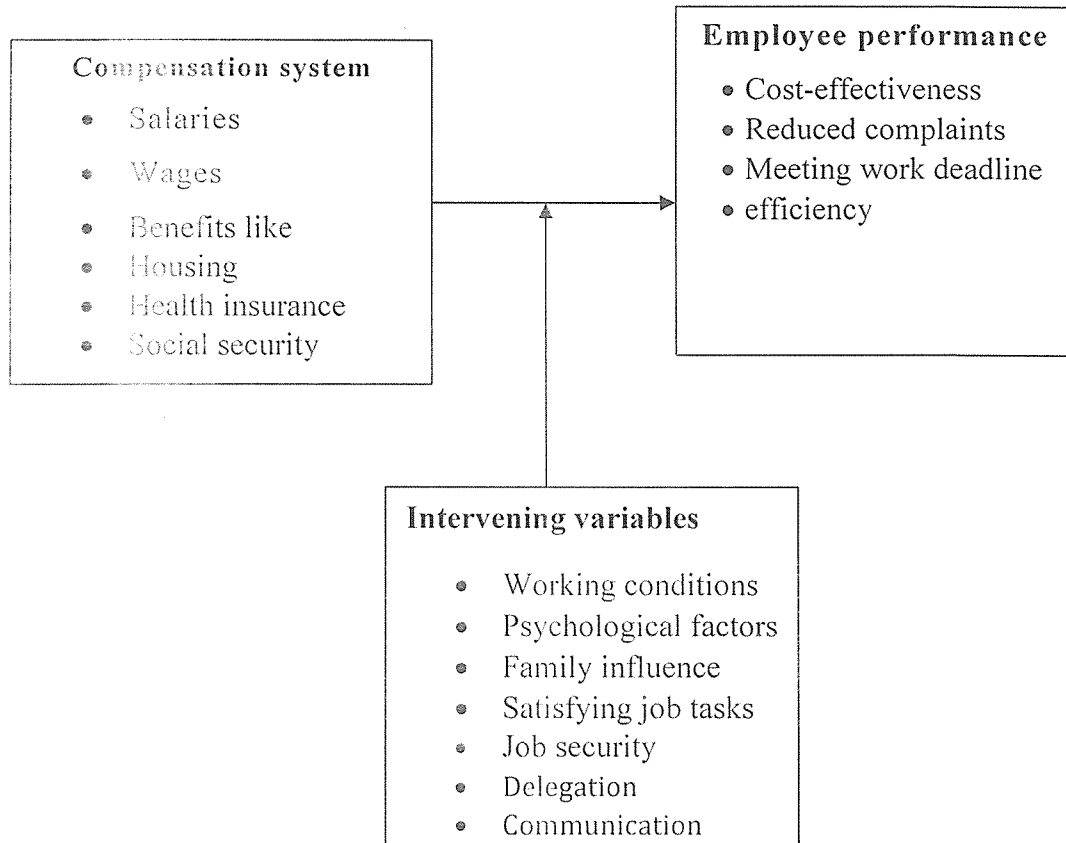 Compensation system
• Salaries
• Wages
• Benefits like
• Housing
• Health insurance
• Social security
Employee performance
• Cost-effectiveness
• Reduced complaints
• Meeting work deadline
• efficiency
Intervening variables
• Working conditions
• Psychological factors
• Family influence
• Satisfying job tasks
• Job security
• Delegation
• Communication